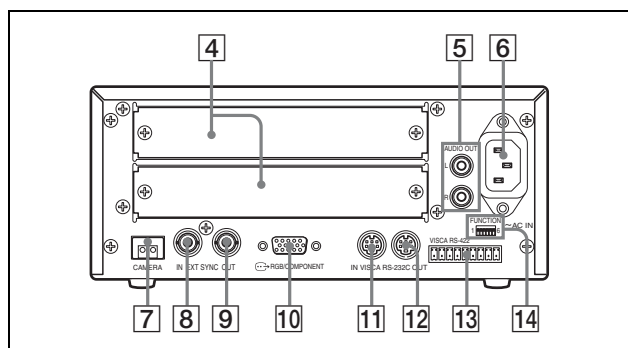 4
5
6
AUDIO OUT
L
R
FUNCTION
1 6
~AC IN
VISCA RS-422
CAMERA
IN EXT SYNC OUT
RGB/COMPONENT
IN VISCA RS-232C OUT
7
8
9
10
11
12
13
14